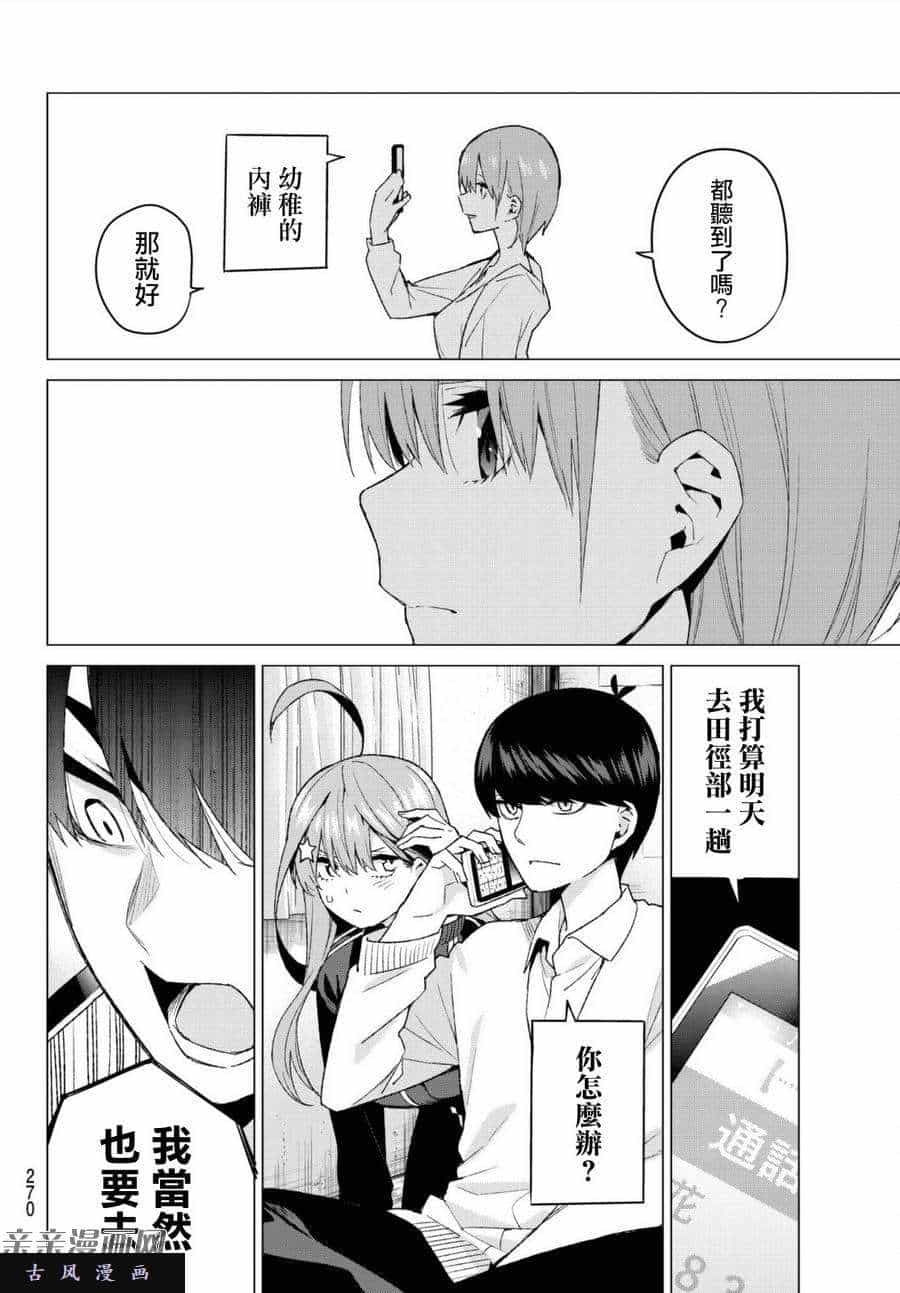 都聽到了嗎？
幼稚的
內褲
那就好
我打算明天
去田徑部一趟
通話
花
83
你怎麼辦？
我當然
也要去
270
亲亲漫画网
古风漫画